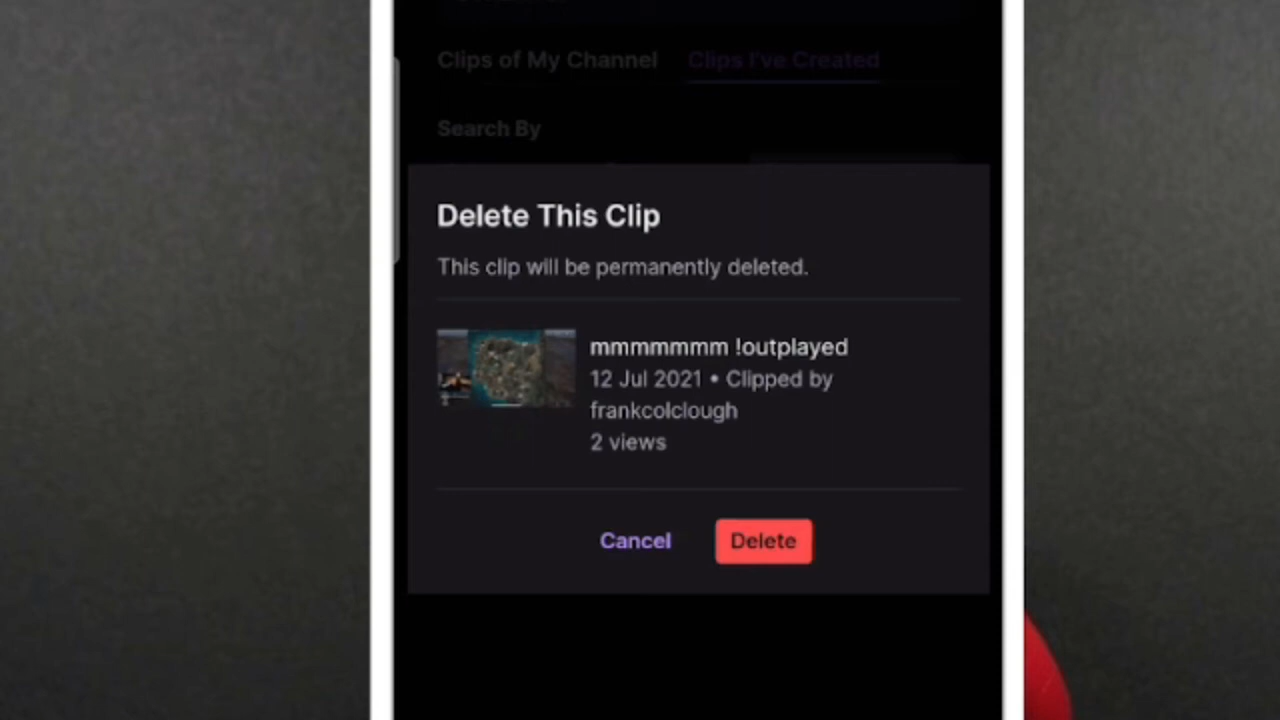 Clips of My Channel Clips I've Created
Search By
Delete This Clip
This clip will be permanently deleted.
mmmmmmm !outplayed
12 Jul 2021 • Clipped by
frankcolclough
2 views
Cancel Delete